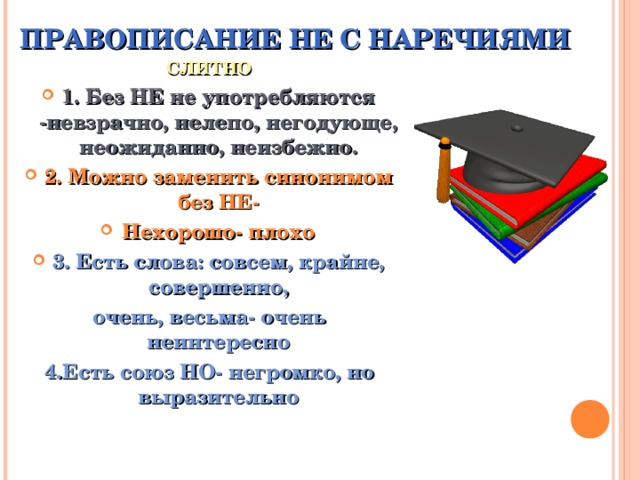 ПРАВОПИСАНИЕ НЕ С НАРЕЧИЯМИ
СЛИТНО
1. Без НЕ не употребляются
-невзрачно, нелепо, негодующе,
неожиданно, неизбежно.
2. Можно заменить синонимом
без НЕ-
Нехорошо- плохо
3. Есть слова: совсем, крайне,
совершенно,
очень, весьма- очень
неинтересно
4.Есть союз НО- негромко, но
выразительно